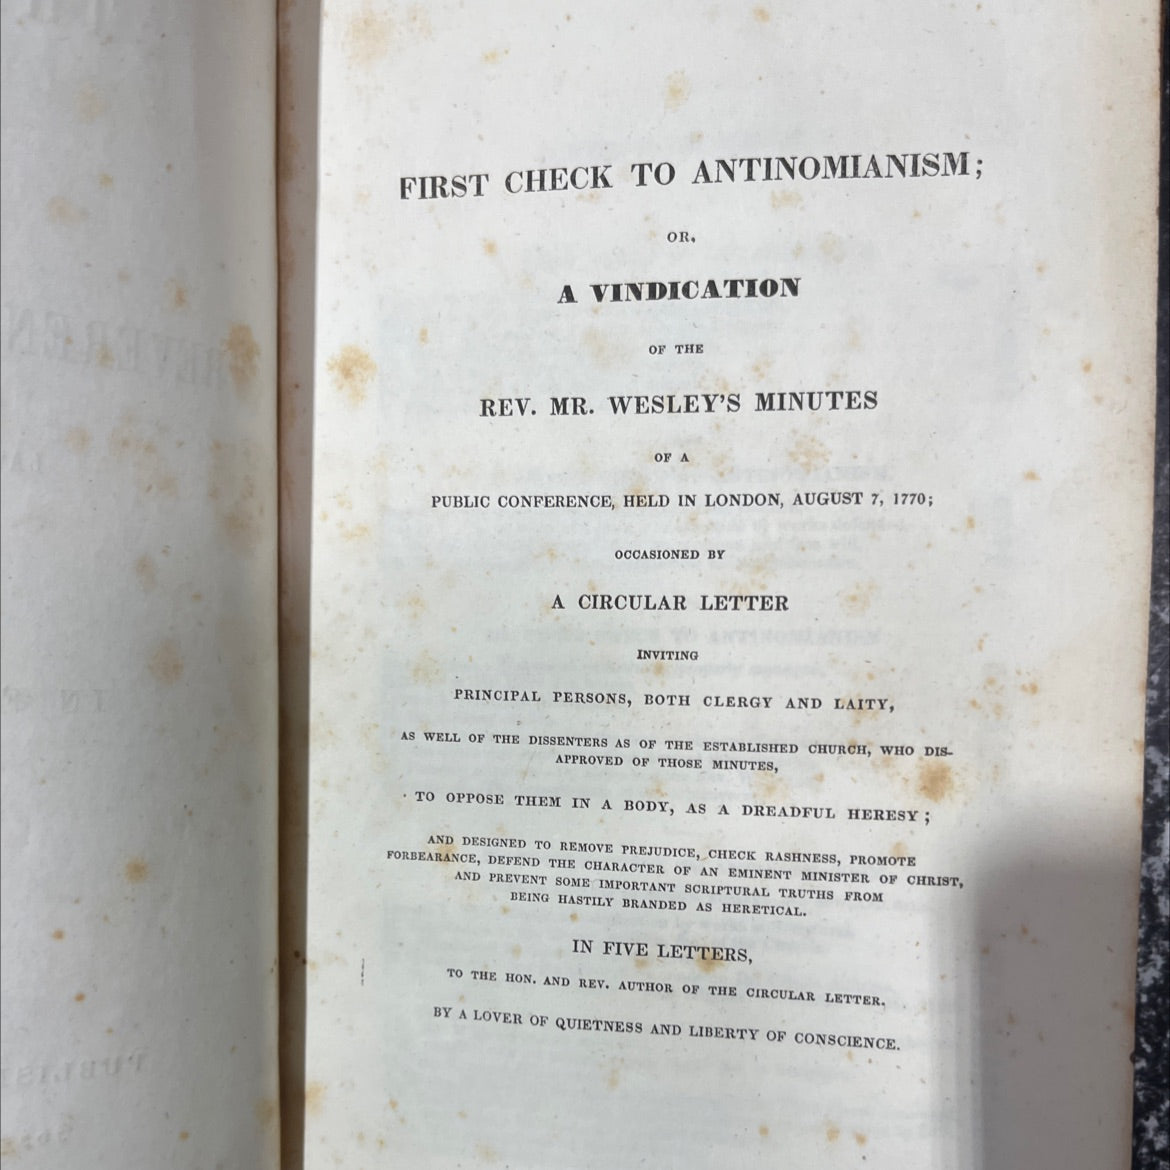 FIRST CHECK TO ANTINOMIANISM;
OR,
A VINDICATION
OF THE
REV. MR. WESLEY'S MINUTES
OF A
PUBLIC CONFERENCE, HELD IN LONDON, AUGUST 7, 1770;
OCCASIONED BY
A CIRCULAR LETTER
INVITING
PRINCIPAL PERSONS, BOTH CLERGY AND LAITY,
AS WELL OF THE DISSENTERS AS OF THE ESTABLISHED CHURCH, WHO DIS-
APPROVED OF THOSE MINUTES,
TO OPPOSE THEM IN A BODY, AS A DREADFUL HERESY;
AND DESIGNED TO REMOVE PREJUDICE, CHECK RASHNESS, PROMOTE
FORBEARANCE, DEFEND THE CHARACTER OF AN EMINENT MINISTER OF CHRIST,
AND PREVENT SOME IMPORTANT SCRIPTURAL TRUTHS FROM
BEING HASTILY BRANDED AS HERETICAL.
IN FIVE LETTERS,
TO THE HON. AND REV. AUTHOR OF THE CIRCULAR LETTER.
BY A LOVER OF QUIETNESS AND LIBERTY OF CONSCIENCE.